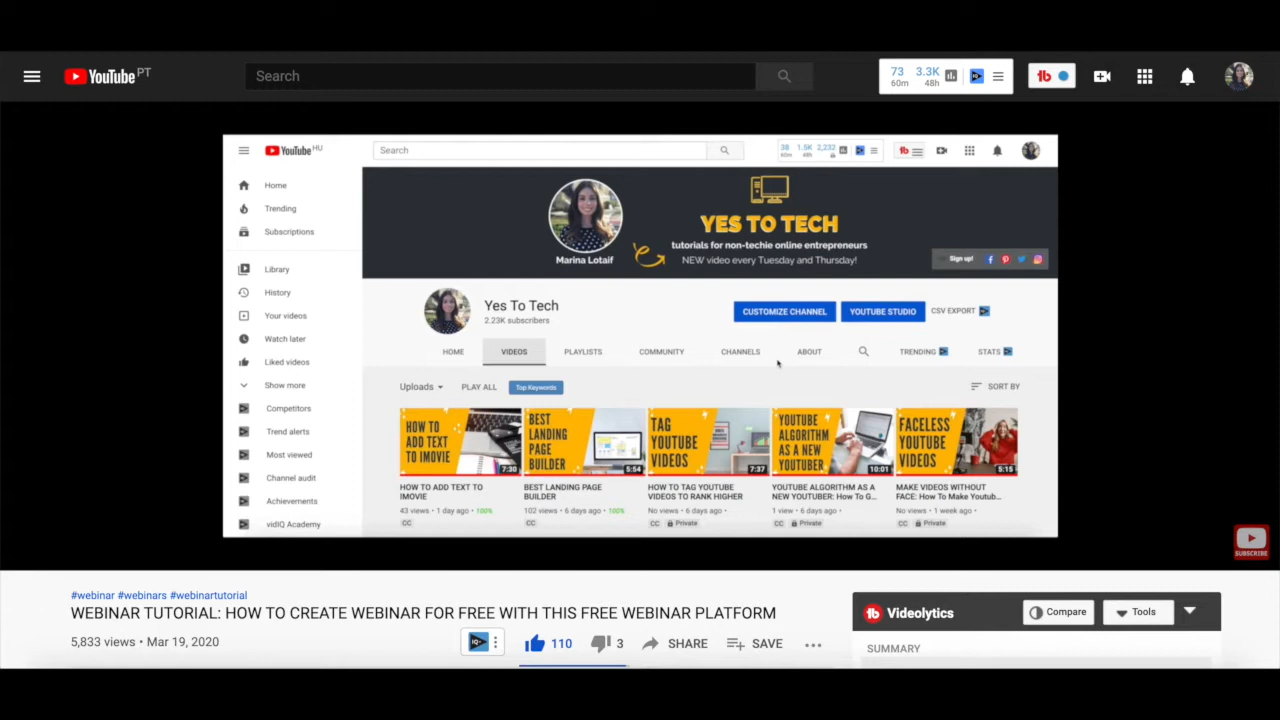 YouTube PT
Search
73 3.3K
60m 48h
YouTube HU
Search
38 1.5K 2,232
60m 48h
Home
Trending
Subscriptions
Library
History
Your videos
Watch later
Liked videos
Show more
Competitors
Trend alerts
Most viewed
Channel audit
Achievements
vidIQ Academy
Marina Lotaif
YES TO TECH
tutorials for non-techie online entrepreneurs
NEW video every Tuesday and Thursday!
Sign up!
Yes To Tech
2.23K subscribers
CUSTOMIZE CHANNEL
YOUTUBE STUDIO
CSV EXPORT
HOME VIDEOS PLAYLISTS COMMUNITY CHANNELS ABOUT TRENDING STATS
Uploads PLAY ALL Top Keywords SORT BY
HOW TO
ADD TEXT
TO IMOVIE
7:30
HOW TO ADD TEXT TO
IMOVIE
43 views • 1 day ago • 100%
CC
BEST
LANDING
PAGE
BUILDER
5:54
BEST LANDING PAGE
BUILDER
102 views • 6 days ago • 100%
CC
TAG
YOUTUBE
VIDEOS
7:37
HOW TO TAG YOUTUBE
VIDEOS TO RANK HIGHER
No views • 6 days ago •
CC Private
YOUTUBE
ALGORITHM
AS A NEW
YOUTUBER
10:01
YOUTUBE ALGORITHM AS A
NEW YOUTUBER: How To G...
1 view • 6 days ago •
CC Private
FACELESS
YOUTUBE
VIDEOS
5:15
MAKE VIDEOS WITHOUT
FACE: How To Make Youtub...
No views • 1 week ago •
CC Private
SUBSCRIBE
#webinar #webinars #webinartutorial
WEBINAR TUTORIAL: HOW TO CREATE WEBINAR FOR FREE WITH THIS FREE WEBINAR PLATFORM
5,833 views • Mar 19, 2020
110 3 SHARE SAVE
Videolytics
Compare
Tools
SUMMARY